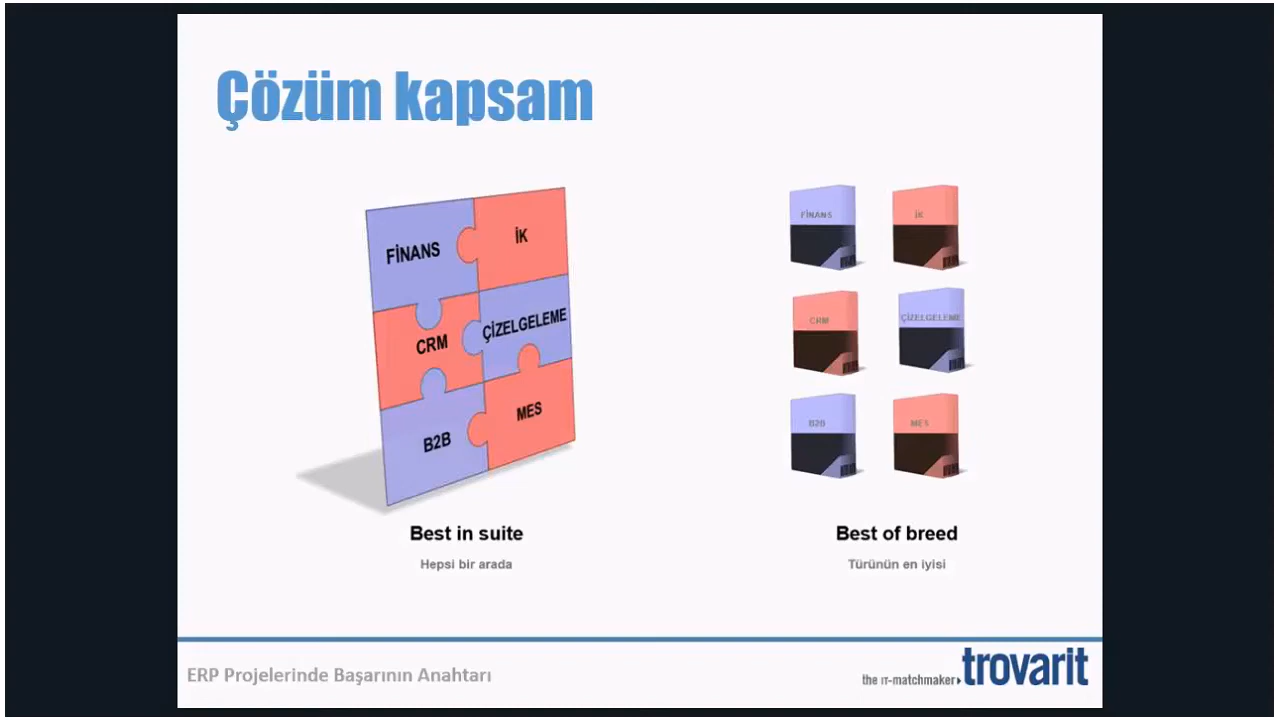 Çözüm kapsam
FİNANS
İK
CRM
ÇİZELGELEME
B2B
MES
Best in suite
Hepsi bir arada
FİNANS
İK
CRM
ÇİZELGELEME
B2B
MES
Best of breed
Türünün en iyisi
ERP Projelerinde Başarının Anahtarı
the IT-matchmaker trovarit